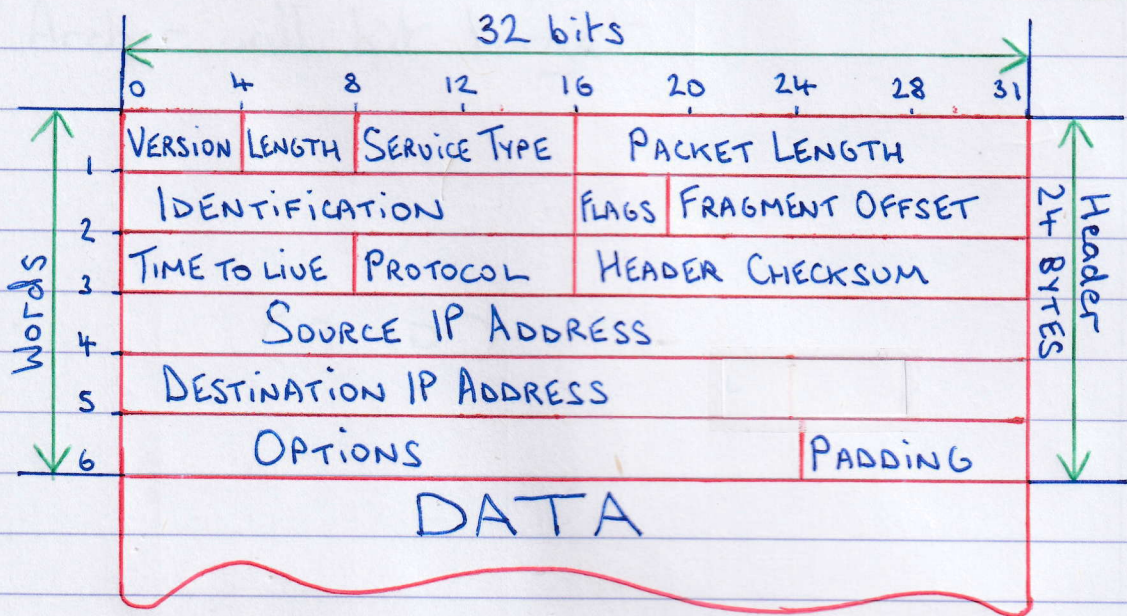 32 bits
0 4 8 12 16 20 24 28 31
VERSION LENGTH SERVICE TYPE PACKET LENGTH
1
IDENTIFICATION FLAGS FRAGMENT OFFSET
2
TIME TO LIVE PROTOCOL HEADER CHECKSUM
3
SOURCE IP ADDRESS
4
DESTINATION IP ADDRESS
5
OPTIONS PADDING
6
DATA
Words
Header
24 BYTES